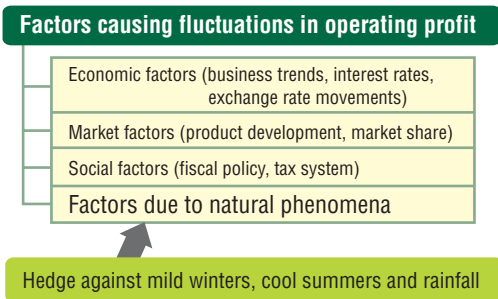 Factors causing fluctuations in operating profit
Economic factors (business trends, interest rates,
exchange rate movements)
Market factors (product development, market share)
Social factors (fiscal policy, tax system)
Factors due to natural phenomena
Hedge against mild winters, cool summers and rainfall